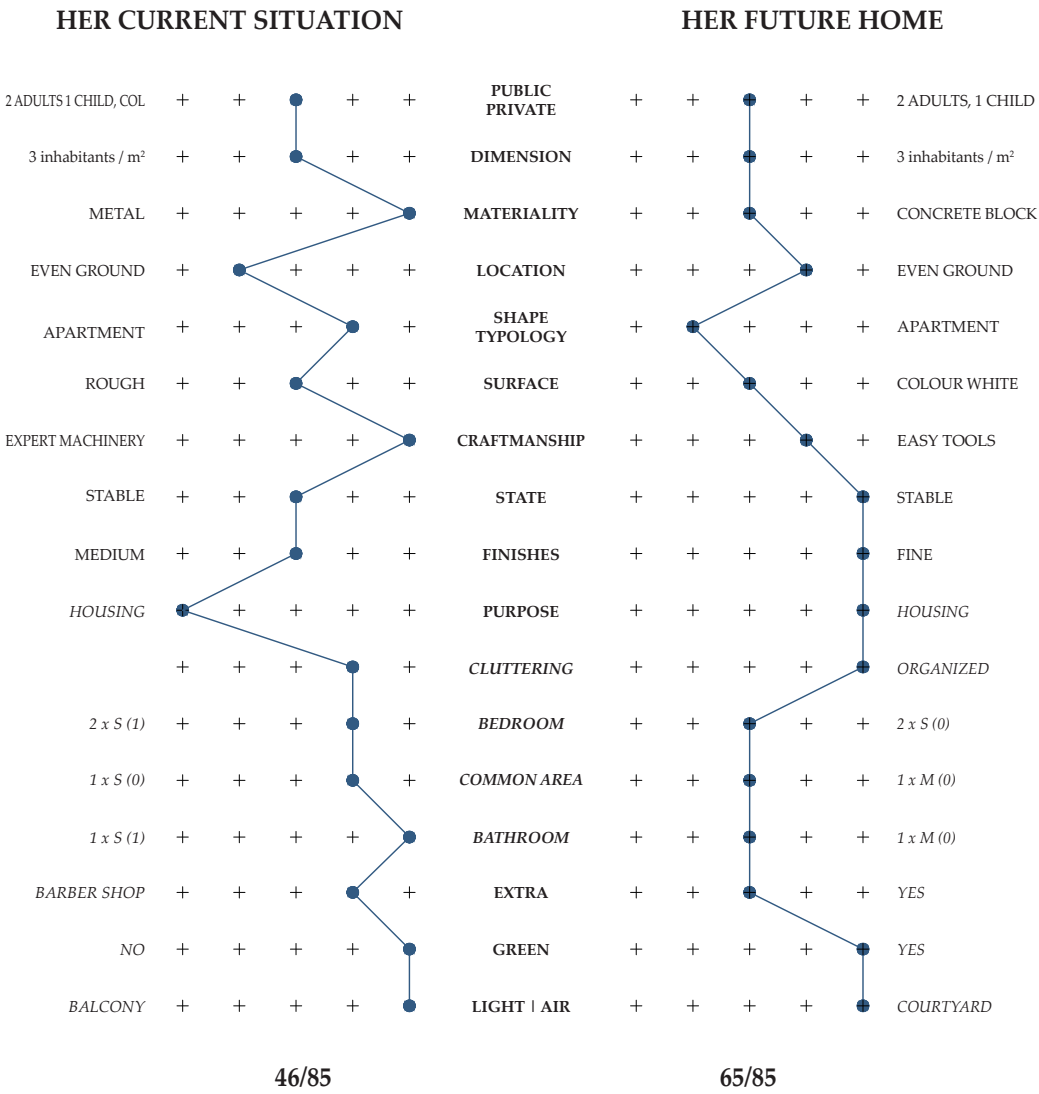 HER CURRENT SITUATION
HER FUTURE HOME
2 ADULTS 1 CHILD, COL
PUBLIC
PRIVATE
2 ADULTS, 1 CHILD
3 inhabitants / m²
DIMENSION
3 inhabitants / m²
METAL
MATERIALITY
CONCRETE BLOCK
EVEN GROUND
LOCATION
EVEN GROUND
APARTMENT
SHAPE
TYPOLOGY
APARTMENT
ROUGH
SURFACE
COLOUR WHITE
EXPERT MACHINERY
CRAFTMANSHIP
EASY TOOLS
STABLE
STATE
STABLE
MEDIUM
FINISHES
FINE
HOUSING
PURPOSE
HOUSING
CLUTTERING
ORGANIZED
2 x S (1)
BEDROOM
2 x S (0)
1 x S (0)
COMMON AREA
1 x M (0)
1 x S (1)
BATHROOM
1 x M (0)
BARBER SHOP
EXTRA
YES
NO
GREEN
YES
BALCONY
LIGHT | AIR
COURTYARD
46/85
65/85